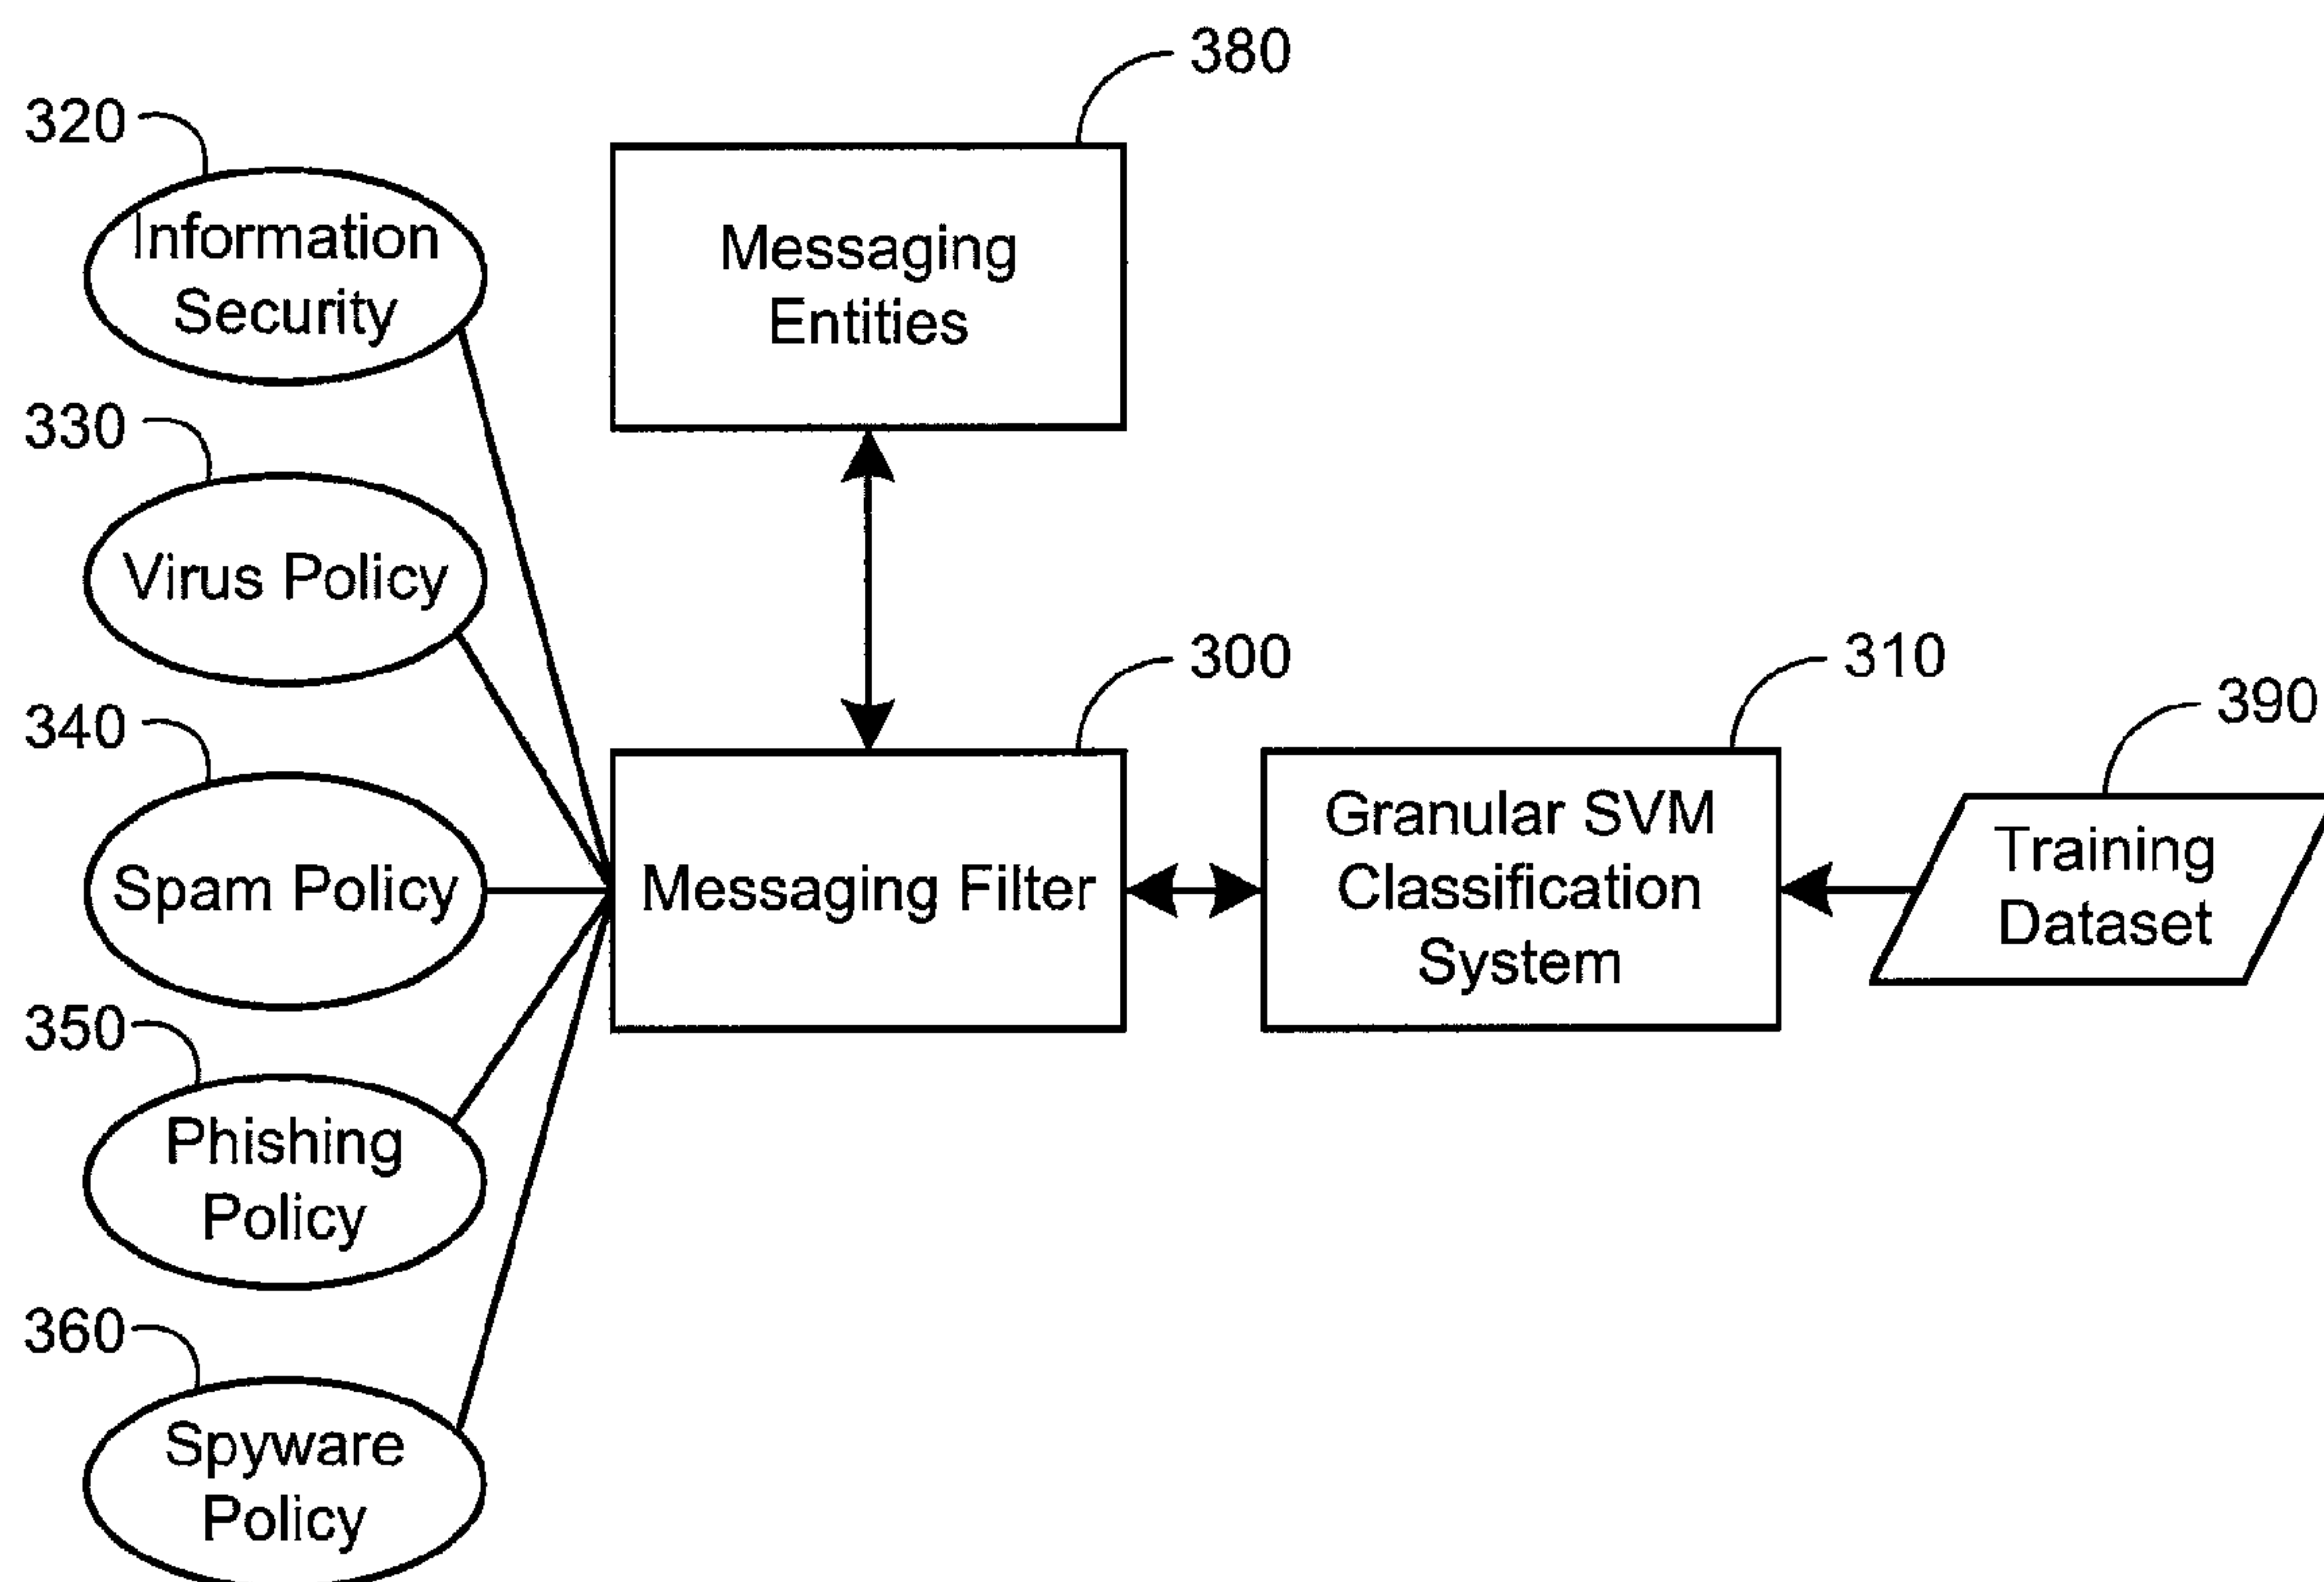 380
320
Information
Security
Messaging
Entities
330
Virus Policy
300
310
390
340
Spam Policy
Messaging Filter
Granular SVM
Classification
System
Training
Dataset
350
Phishing
Policy
360
Spyware
Policy